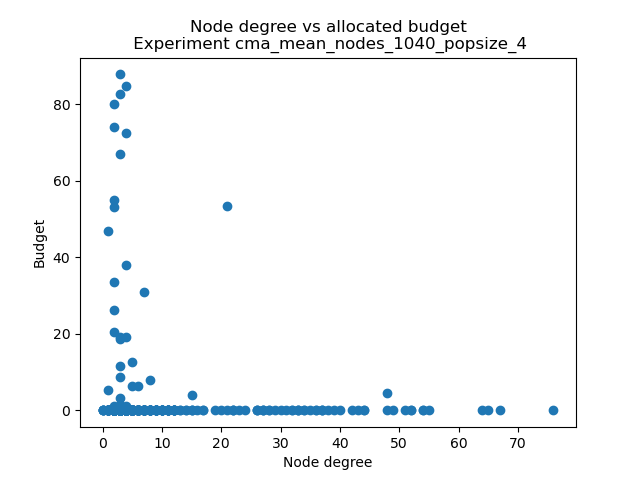 Node degree vs allocated budget
Experiment cma_mean_nodes_1040_popsize_4
80
60
40
20
0
Budget
0 10 20 30 40 50 60 70
Node degree